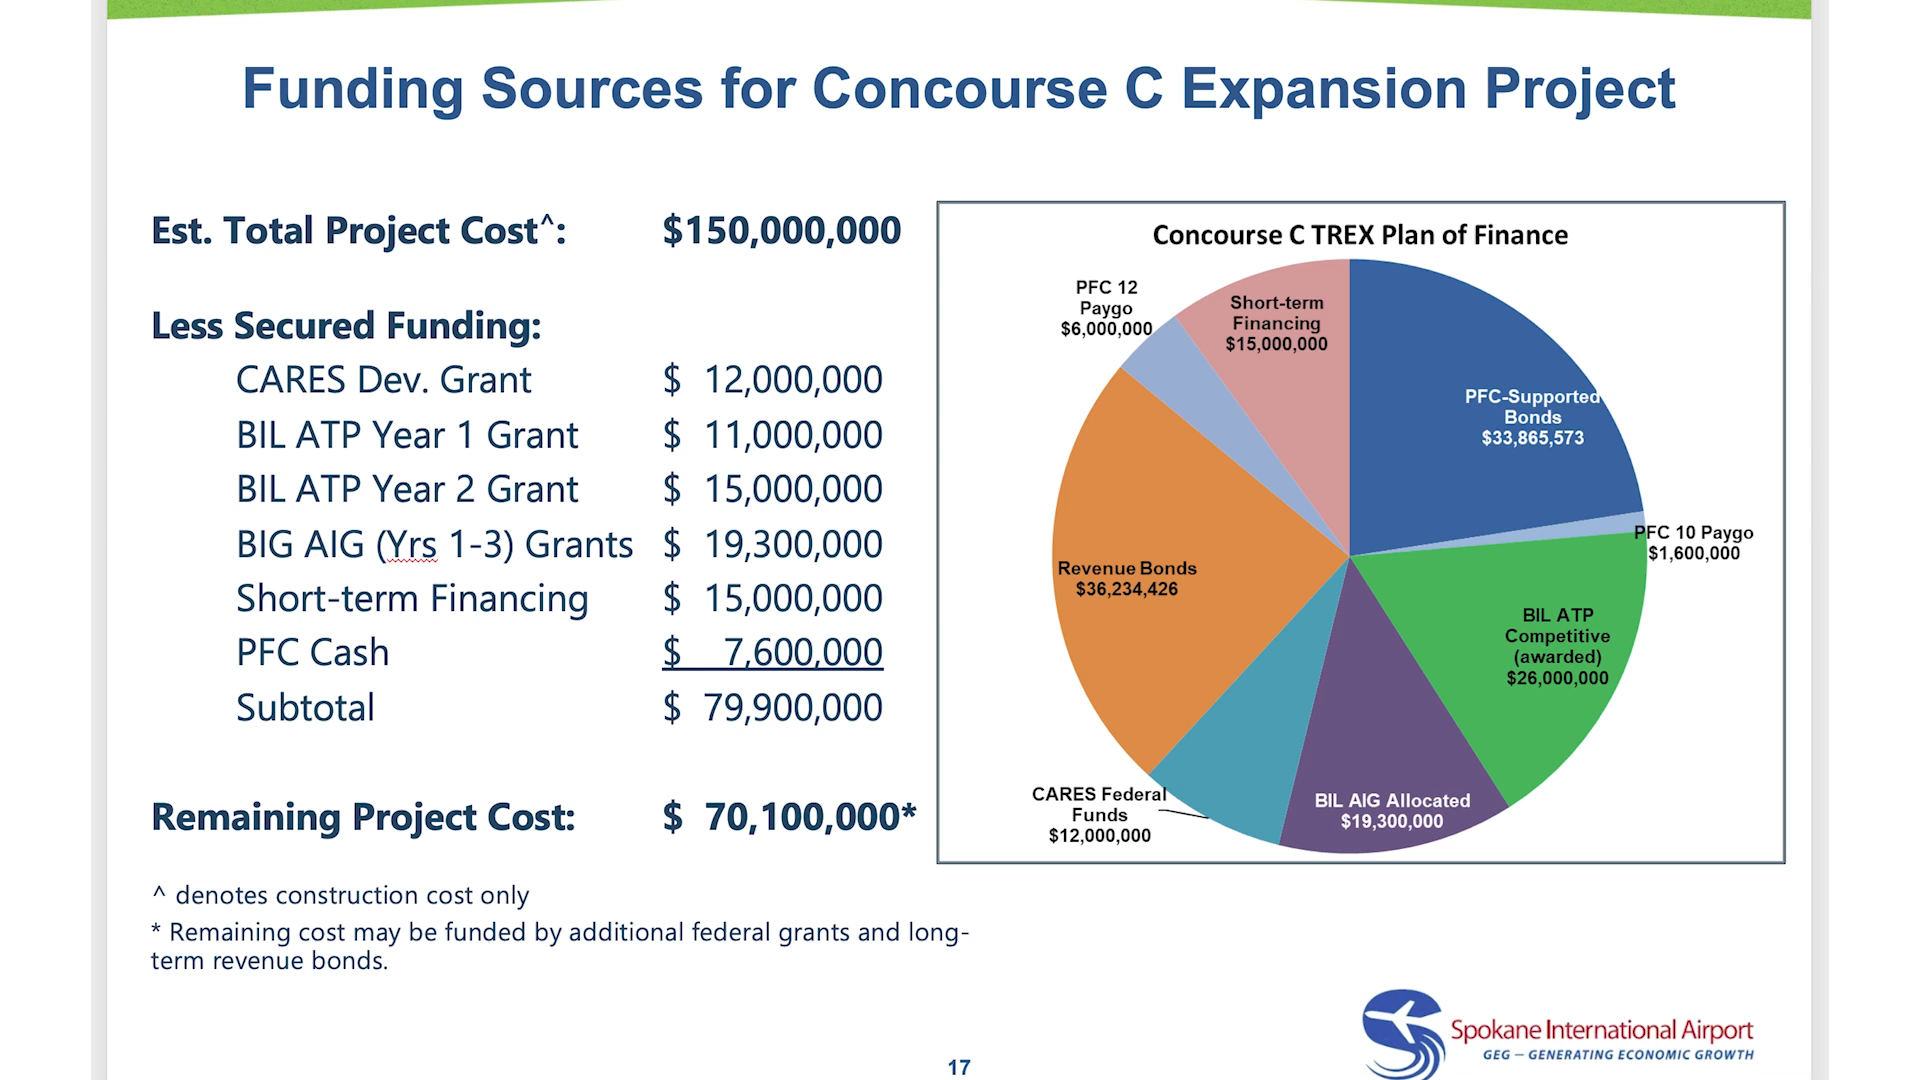 Funding Sources for Concourse C Expansion Project
Est. Total Project Cost^: $150,000,000
Less Secured Funding:
CARES Dev. Grant $ 12,000,000
BIL ATP Year 1 Grant $ 11,000,000
BIL ATP Year 2 Grant $ 15,000,000
BIG AIG (Yrs 1-3) Grants $ 19,300,000
Short-term Financing $ 15,000,000
PFC Cash $ 7,600,000
Subtotal $ 79,900,000
Remaining Project Cost: $ 70,100,000*
^ denotes construction cost only
* Remaining cost may be funded by additional federal grants and long-
term revenue bonds.
Concourse C TREX Plan of Finance
PFC 12
Paygo
$6,000,000
Short-term
Financing
$15,000,000
PFC-Supported
Bonds
$33,865,573
PFC 10 Paygo
$1,600,000
Revenue Bonds
$36,234,426
BIL ATP
Competitive
(awarded)
$26,000,000
CARES Federal
Funds
$12,000,000
BIL AIG Allocated
$19,300,000
Spokane International Airport
GEG – GENERATING ECONOMIC GROWTH
17